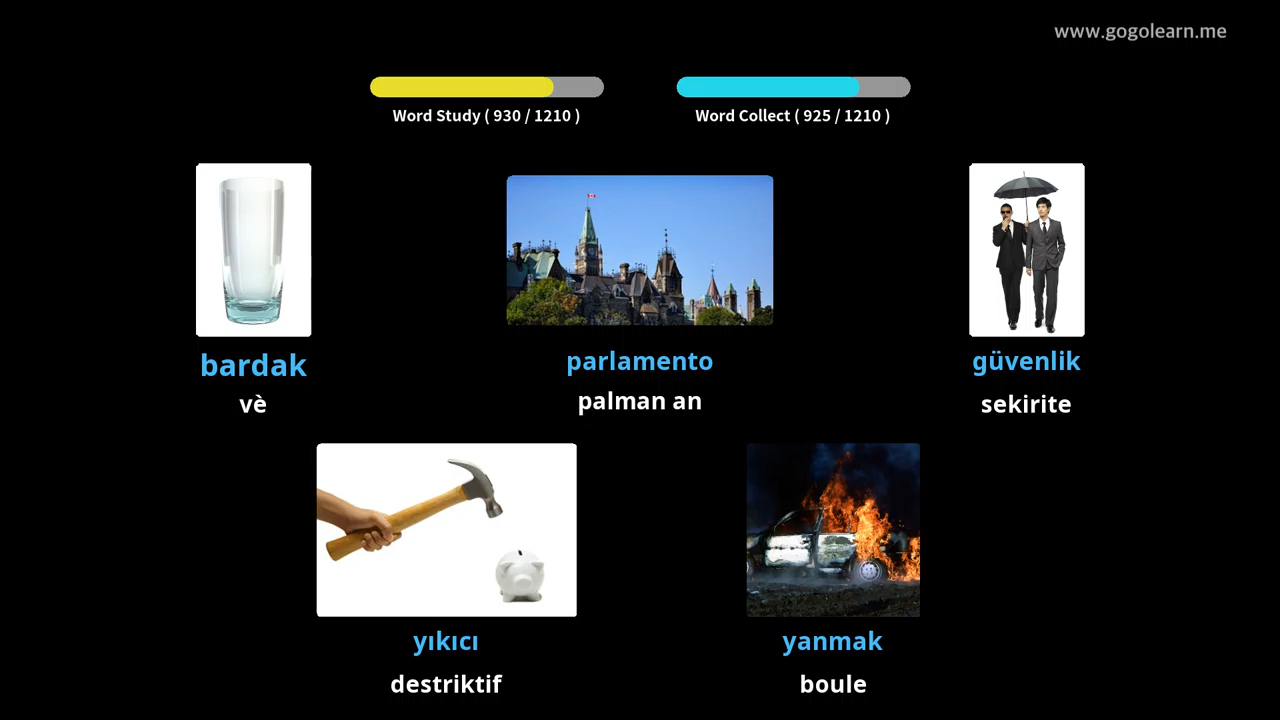 www.gogolearn.me
Word Study ( 930 / 1210 )
Word Collect ( 925 / 1210 )
bardak
vè
parlamento
palman an
güvenlik
sekirite
yıkıcı
destriktif
yanmak
boule